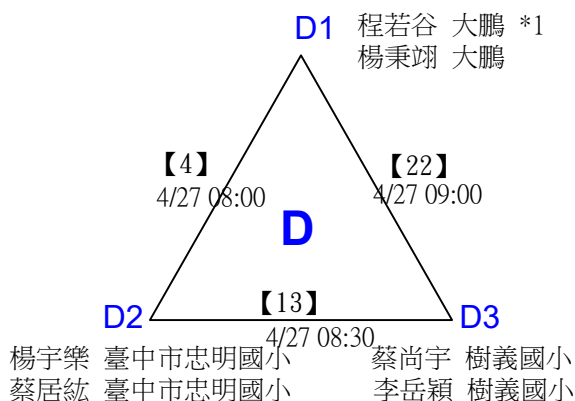 D1 程若谷 大鵬 *1
楊秉翊 大鵬
【4】
4/27 08:00
【22】
4/27 09:00
D
【13】
4/27 08:30
D2
D3
楊宇樂 臺中市忠明國小
蔡居紘 臺中市忠明國小
蔡尚宇 樹義國小
李岳穎 樹義國小